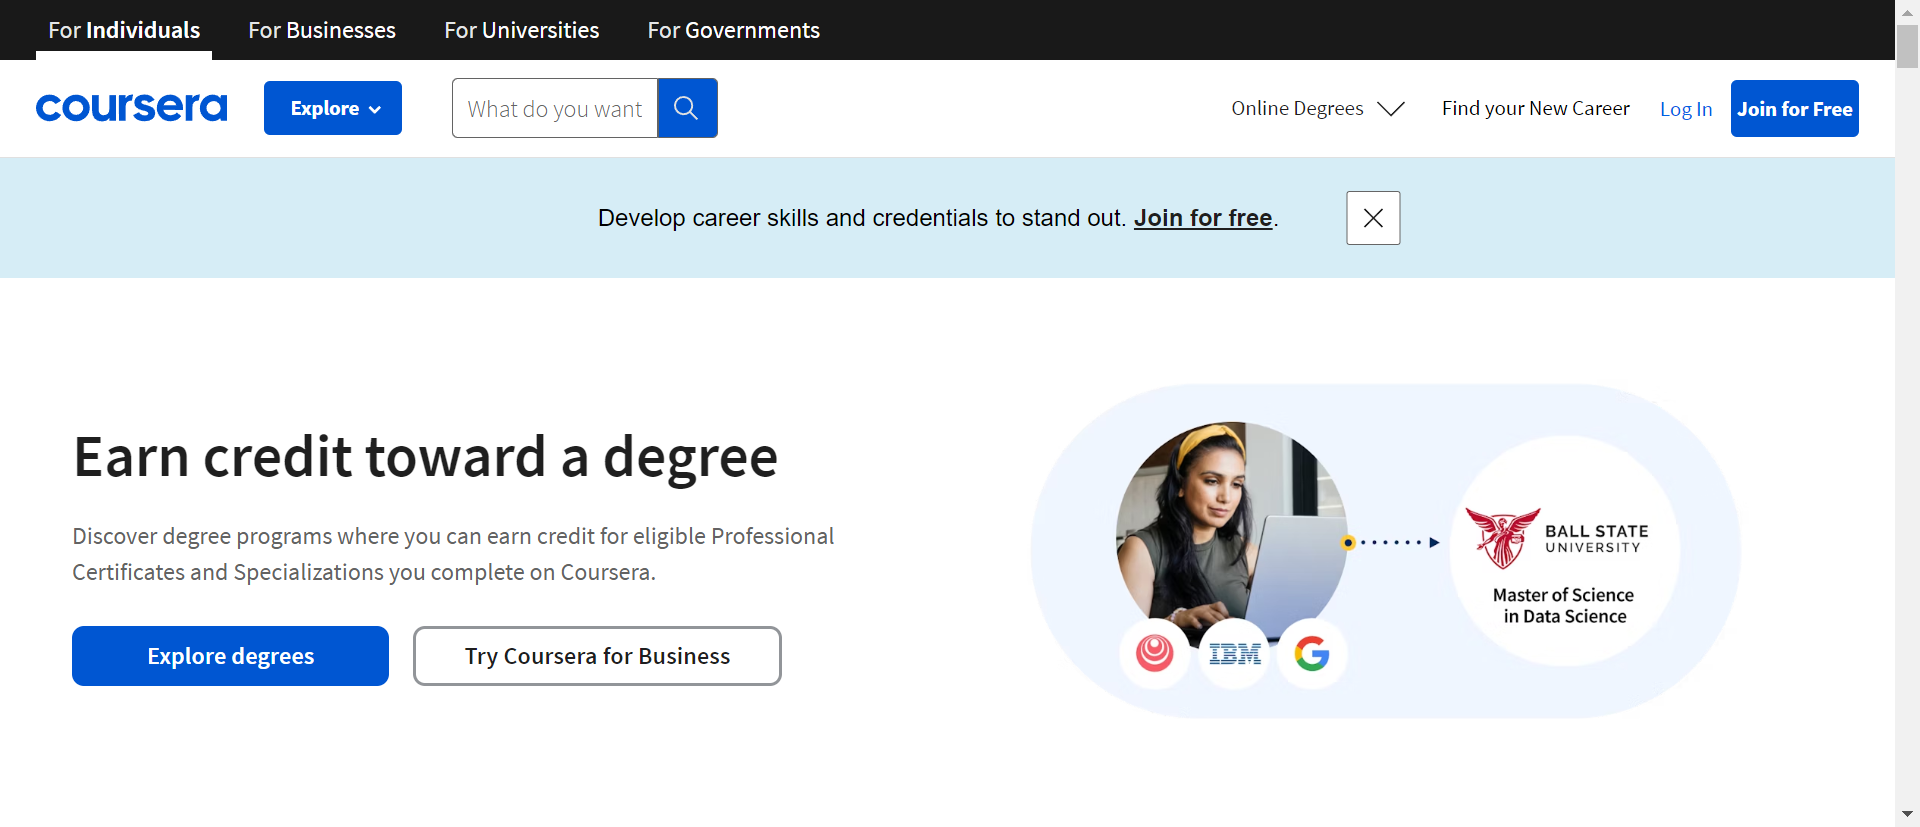 For Individuals
For Businesses
For Universities
For Governments
coursera
Explore
What do you want
Online Degrees
Find your New Career
Log In
Join for Free
Develop career skills and credentials to stand out. Join for free.
Earn credit toward a degree
Discover degree programs where you can earn credit for eligible Professional
Certificates and Specializations you complete on Coursera.
Explore degrees
Try Coursera for Business
IBM
G
BALL STATE
UNIVERSITY
Master of Science
in Data Science